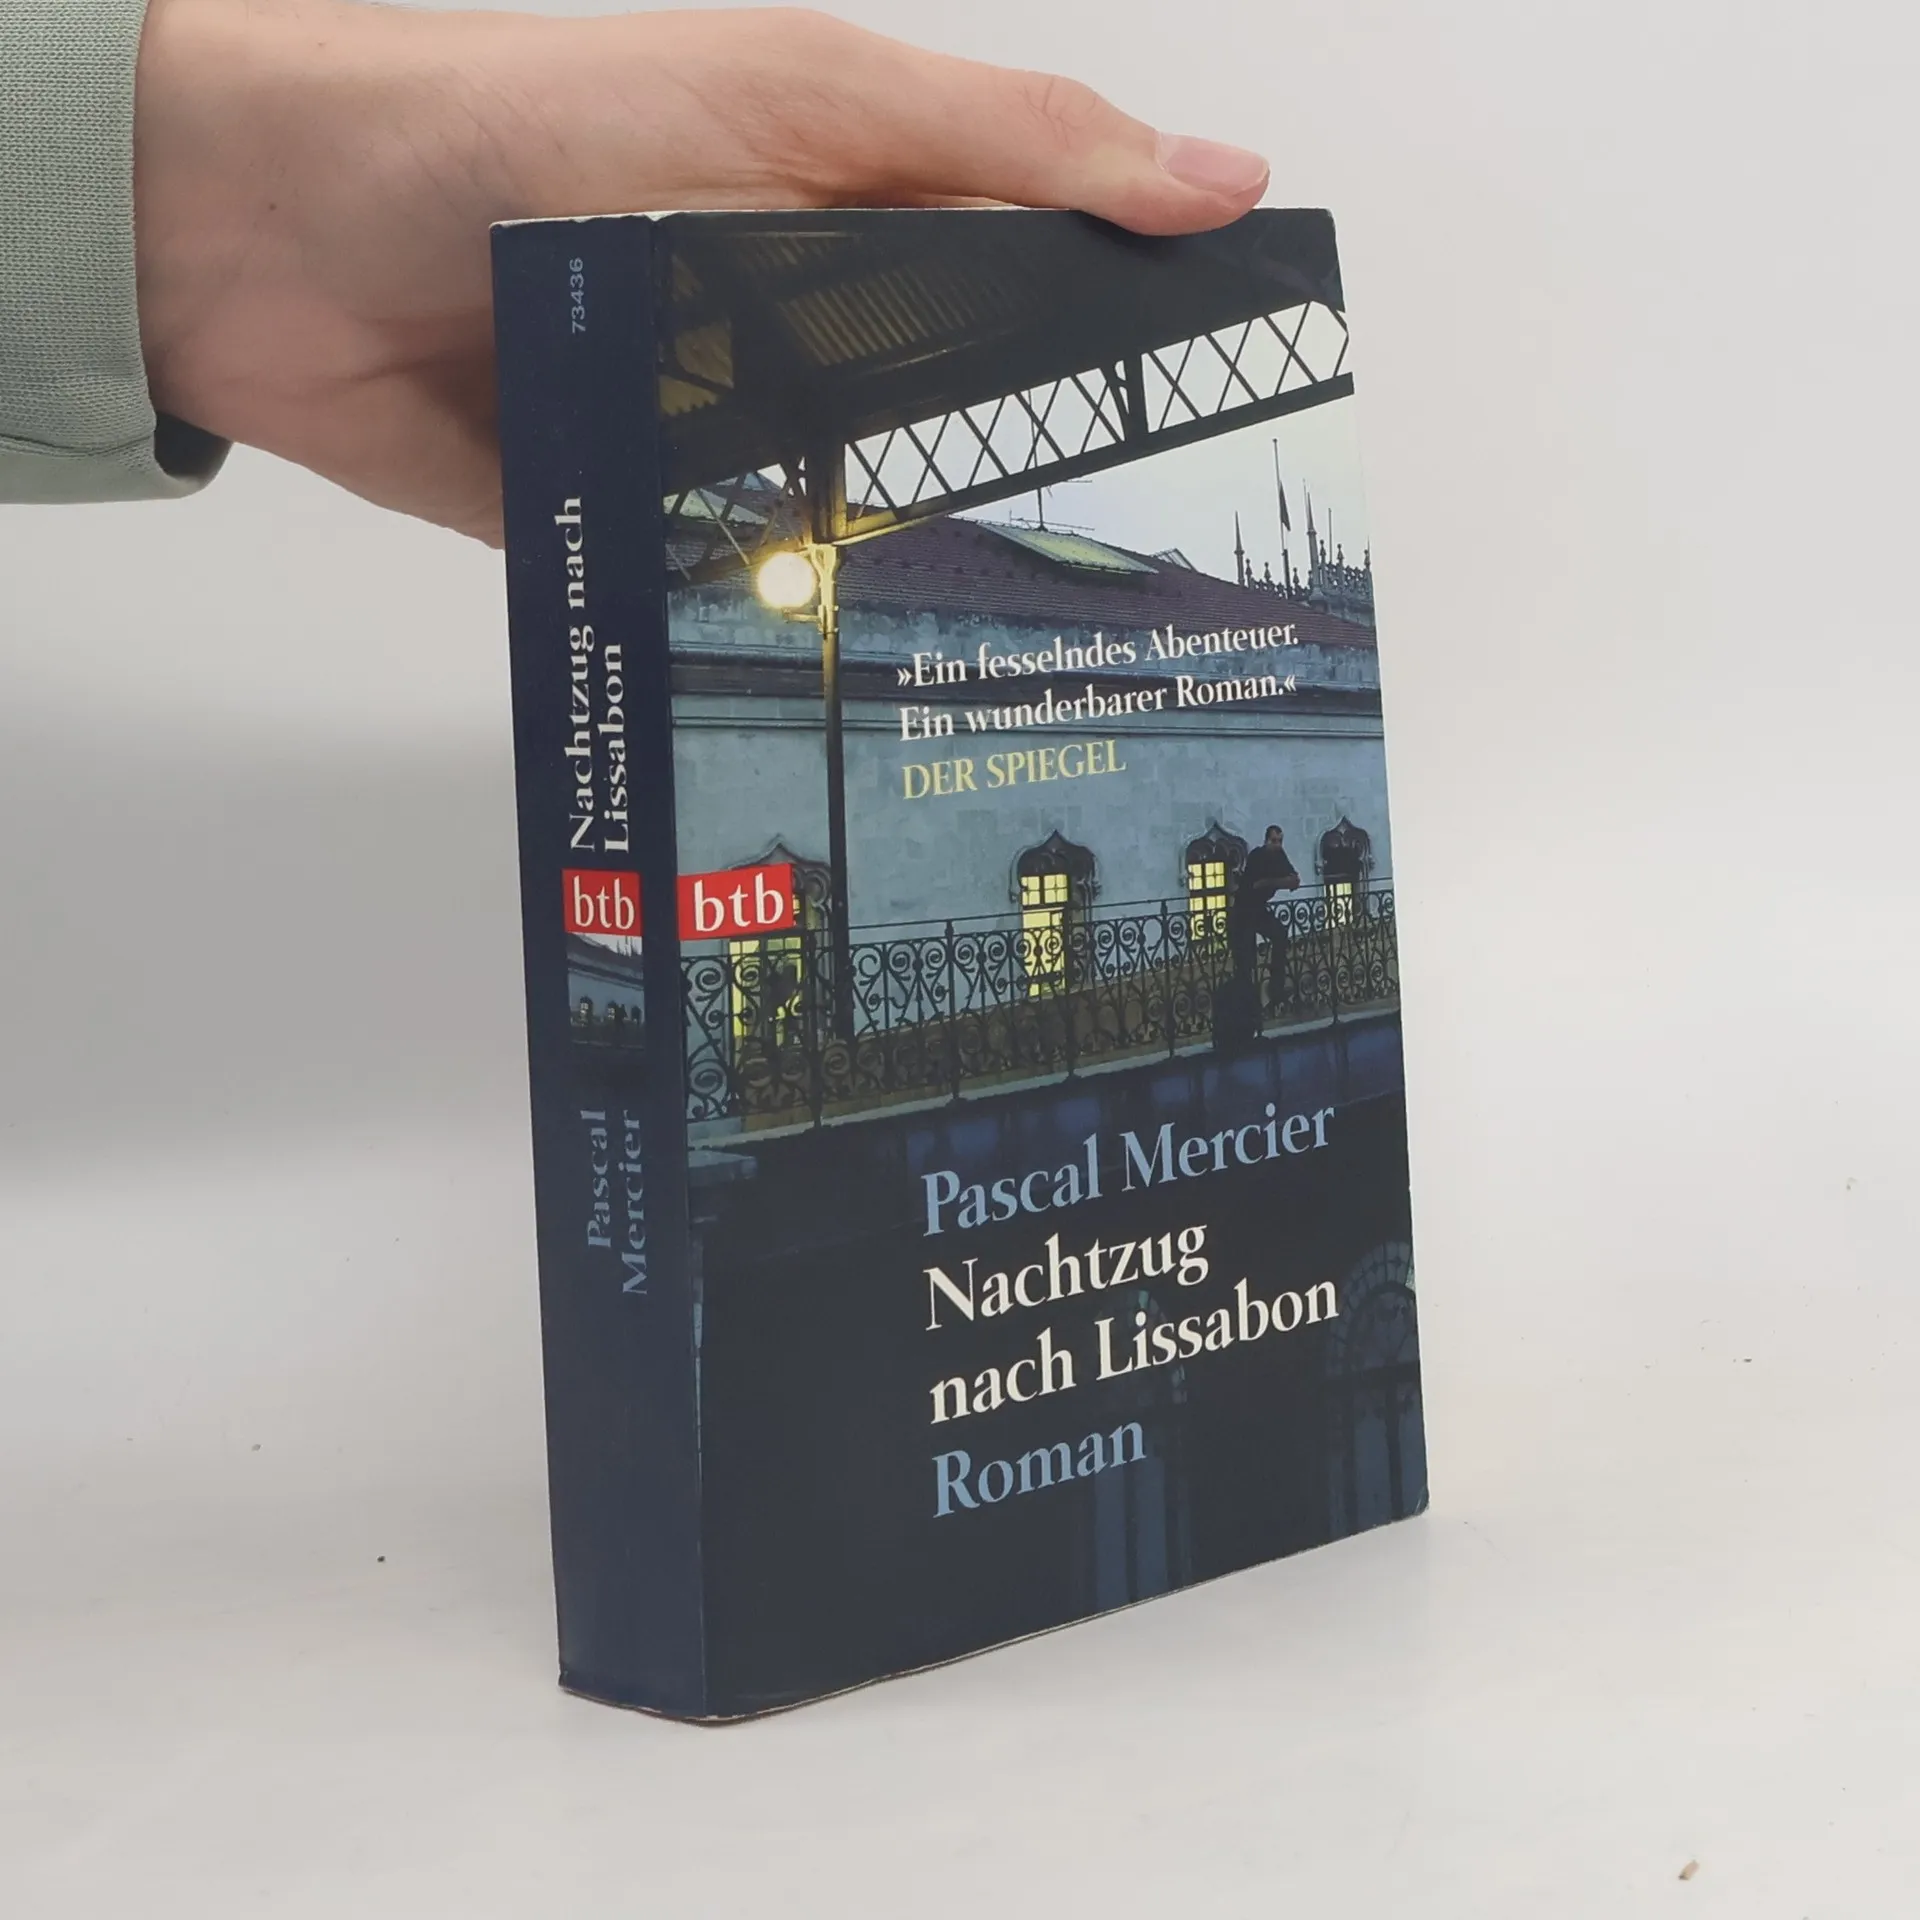 73436
Nachtzug nach
Lissabon
btb
Pascal
Mercier
»Ein fesselndes Abenteuer.
Ein wunderbarer Roman.«
DER SPIEGEL
btb
Pascal Mercier
Nachtzug
nach Lissabon
Roman